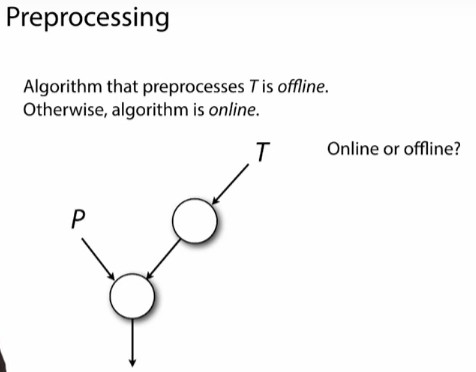 Preprocessing
Algorithm that preprocesses T is offline.
Otherwise, algorithm is online.
T
Online or offline?
P